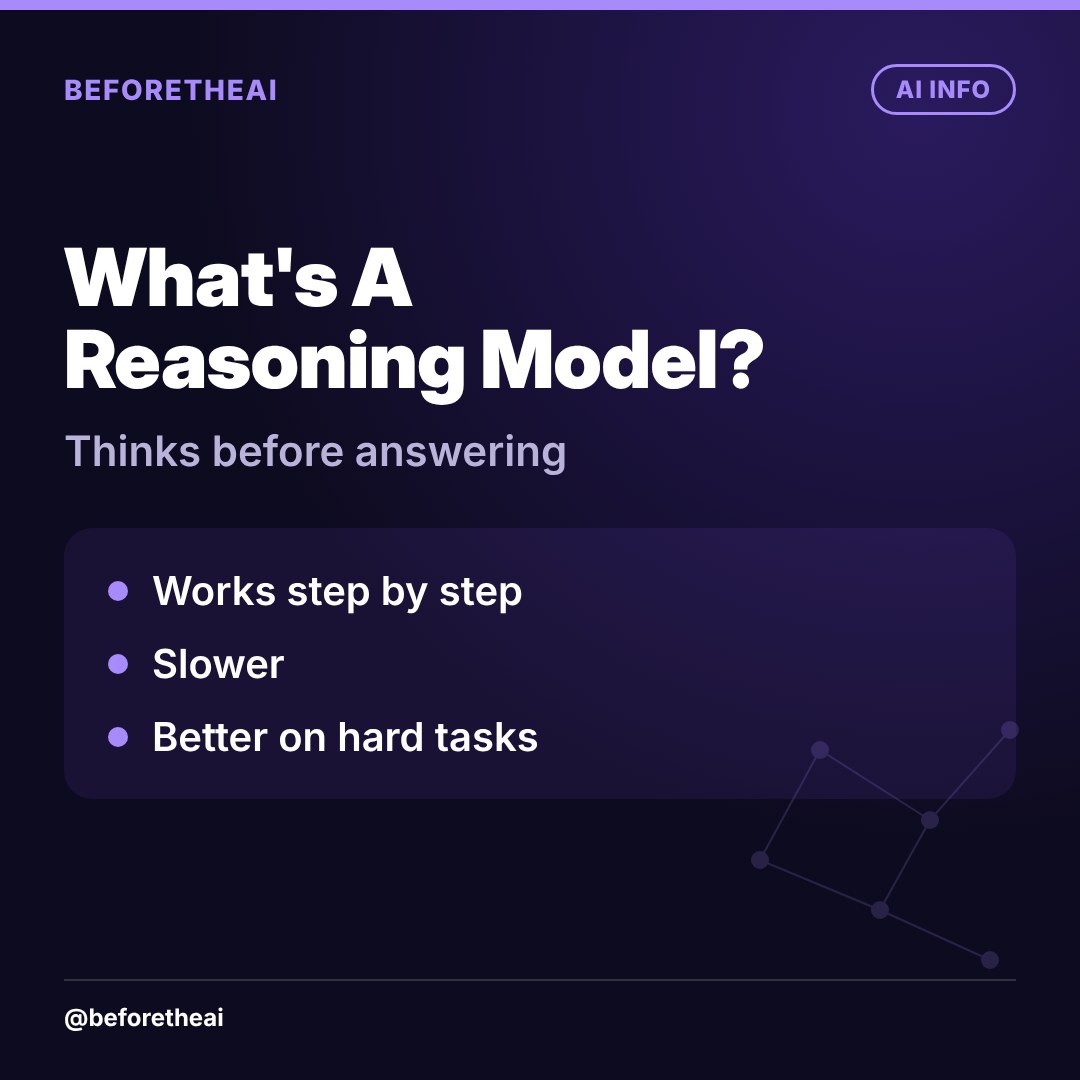 BEFORETHEAI
AI INFO
What's A
Reasoning Model?
Thinks before answering
Works step by step
Slower
Better on hard tasks
@beforetheai